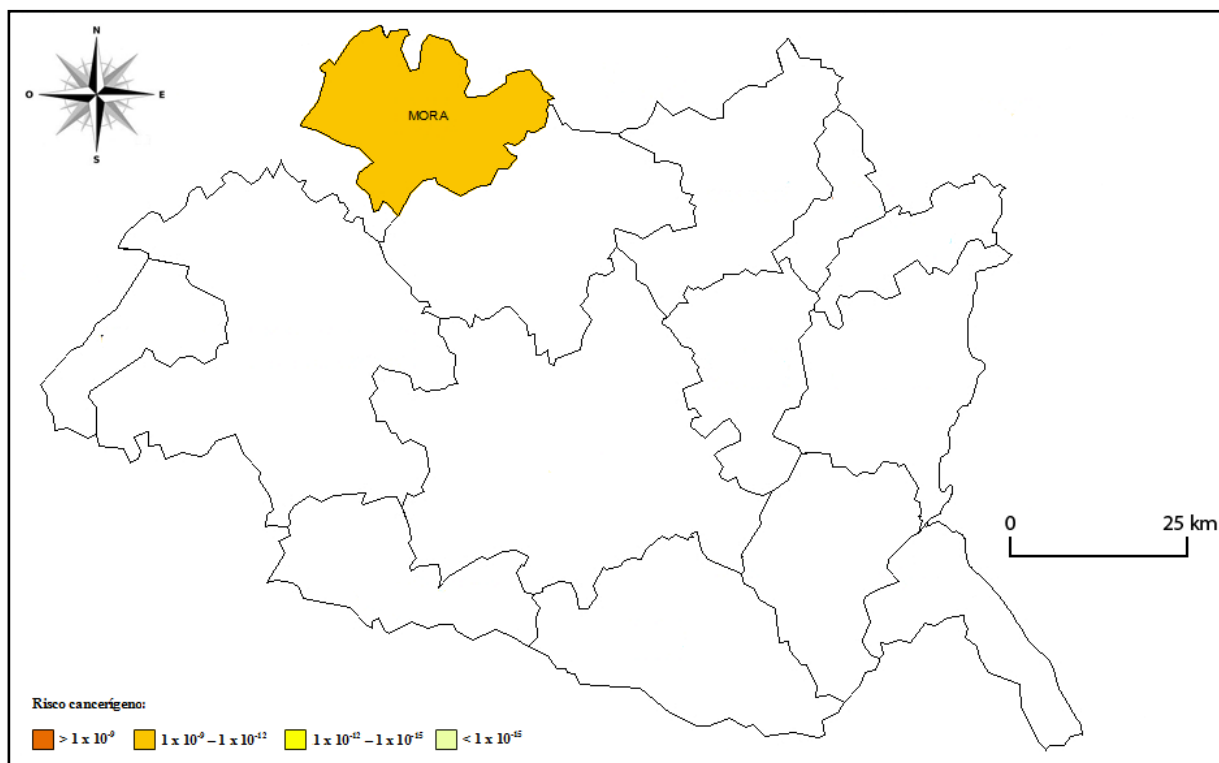 N
O E
S
MORA
0 25 km
Risco cancerígeno:
> 1 x 10⁻⁹ 1 x 10⁻⁹ – 1 x 10⁻¹² 1 x 10⁻¹² – 1 x 10⁻¹⁵ < 1 x 10⁻¹⁵